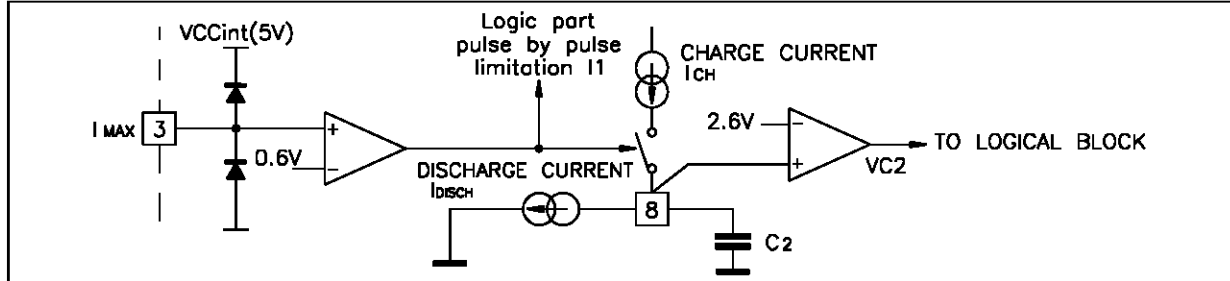 VCCint(5V)
Logic part
pulse by pulse
limitation I1
CHARGE CURRENT
ICH
IMAX
3
+
0.6V
−
2.6V
−
+
TO LOGICAL BLOCK
VC2
DISCHARGE CURRENT
IDISCH
8
C2